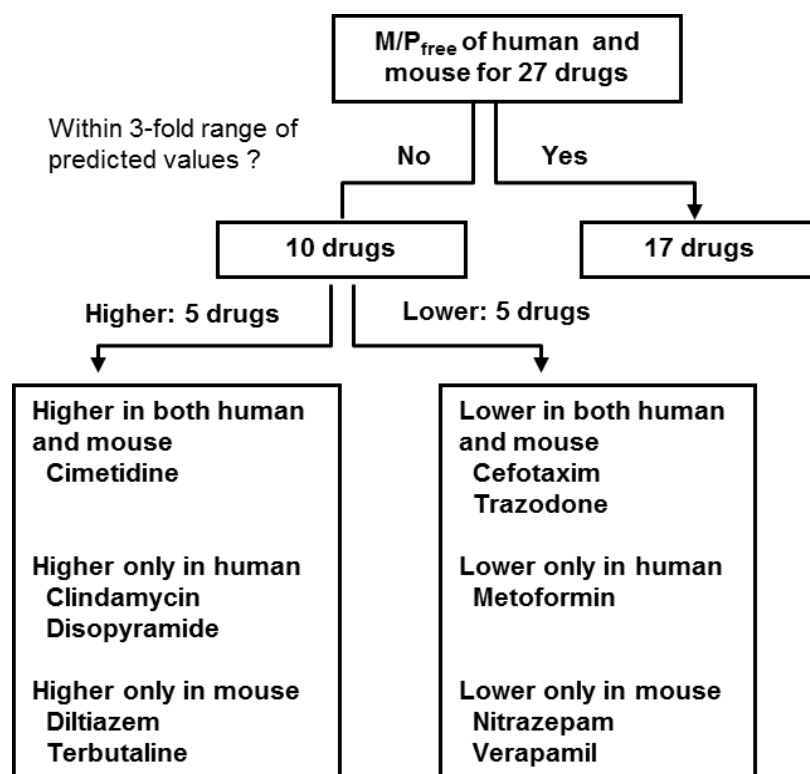 M/Pfree of human and
mouse for 27 drugs
Within 3-fold range of
predicted values ?
No
Yes
10 drugs
17 drugs
Higher: 5 drugs
Lower: 5 drugs
Higher in both human
and mouse
Cimetidine
Higher only in human
Clindamycin
Disopyramide
Higher only in mouse
Diltiazem
Terbutaline
Lower in both human
and mouse
Cefotaxim
Trazodone
Lower only in human
Metoformin
Lower only in mouse
Nitrazepam
Verapamil